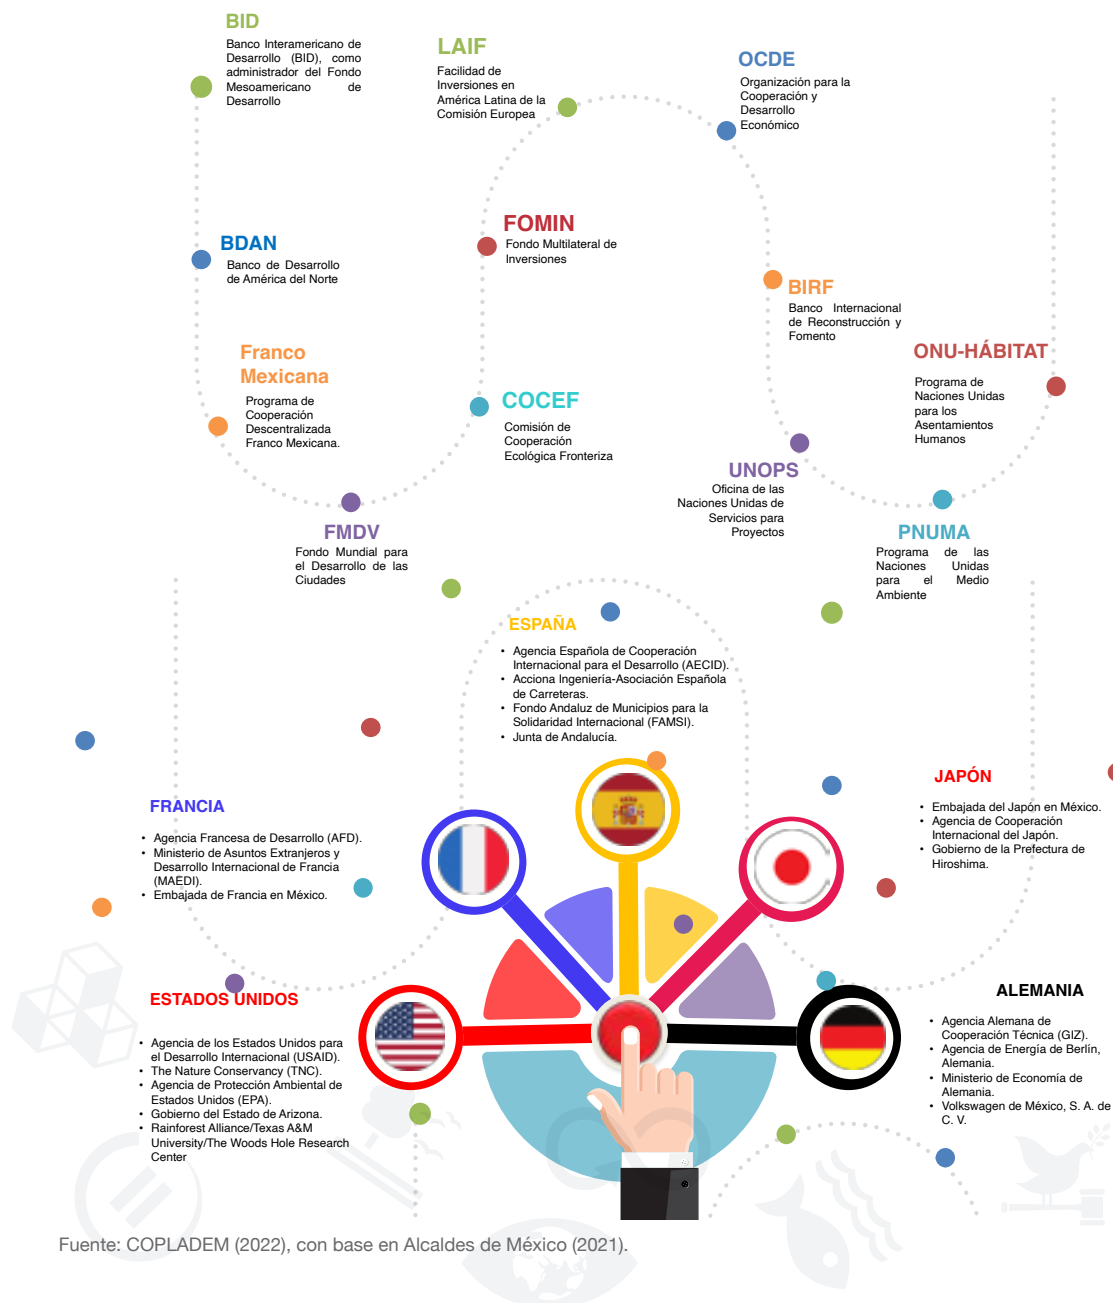 BID
Banco Interamericano de
Desarrollo (BID), como
administrador del Fondo
Mesoamericano de
Desarrollo
LAIF
Facilidad de
Inversiones en
América Latina de la
Comisión Europea
OCDE
Organización para la
Cooperación y
Desarrollo
Económico
BDAN
Banco de Desarrollo
de América del Norte
FOMIN
Fondo Multilateral de
Inversiones
BIRF
Banco Internacional
de Reconstrucción y
Fomento
Franco
Mexicana
Programa de
Cooperación
Descentralizada
Franco Mexicana.
COCEF
Comisión de
Cooperación
Ecológica Fronteriza
ONU-HÁBITAT
Programa de
Naciones Unidas
para los
Asentamientos
Humanos
UNOPS
Oficina de las
Naciones Unidas de
Servicios para
Proyectos
FMDV
Fondo Mundial para
el Desarrollo de las
Ciudades
PNUMA
Programa de las
Naciones Unidas
para el Medio
Ambiente
ESPAÑA
• Agencia Española de Cooperación
Internacional para el Desarrollo (AECID).
• Acciona Ingeniería-Asociación Española
de Carreteras.
• Fondo Andaluz de Municipios para la
Solidaridad Internacional (FAMSI).
• Junta de Andalucía.
FRANCIA
• Agencia Francesa de Desarrollo (AFD).
• Ministerio de Asuntos Extranjeros y
Desarrollo Internacional de Francia
(MAEDI).
• Embajada de Francia en México.
JAPÓN
• Embajada del Japón en México.
• Agencia de Cooperación
Internacional del Japón.
• Gobierno de la Prefectura de
Hiroshima.
ESTADOS UNIDOS
• Agencia de los Estados Unidos para
el Desarrollo Internacional (USAID).
• The Nature Conservancy (TNC).
• Agencia de Protección Ambiental de
Estados Unidos (EPA).
• Gobierno del Estado de Arizona.
• Rainforest Alliance/Texas A&M
University/The Woods Hole Research
Center
ALEMANIA
• Agencia Alemana de
Cooperación Técnica (GIZ).
• Agencia de Energía de Berlín,
Alemania.
• Ministerio de Economía de
Alemania.
• Volkswagen de México, S. A. de
C. V.
Fuente: COPLADEM (2022), con base en Alcaldes de México (2021).